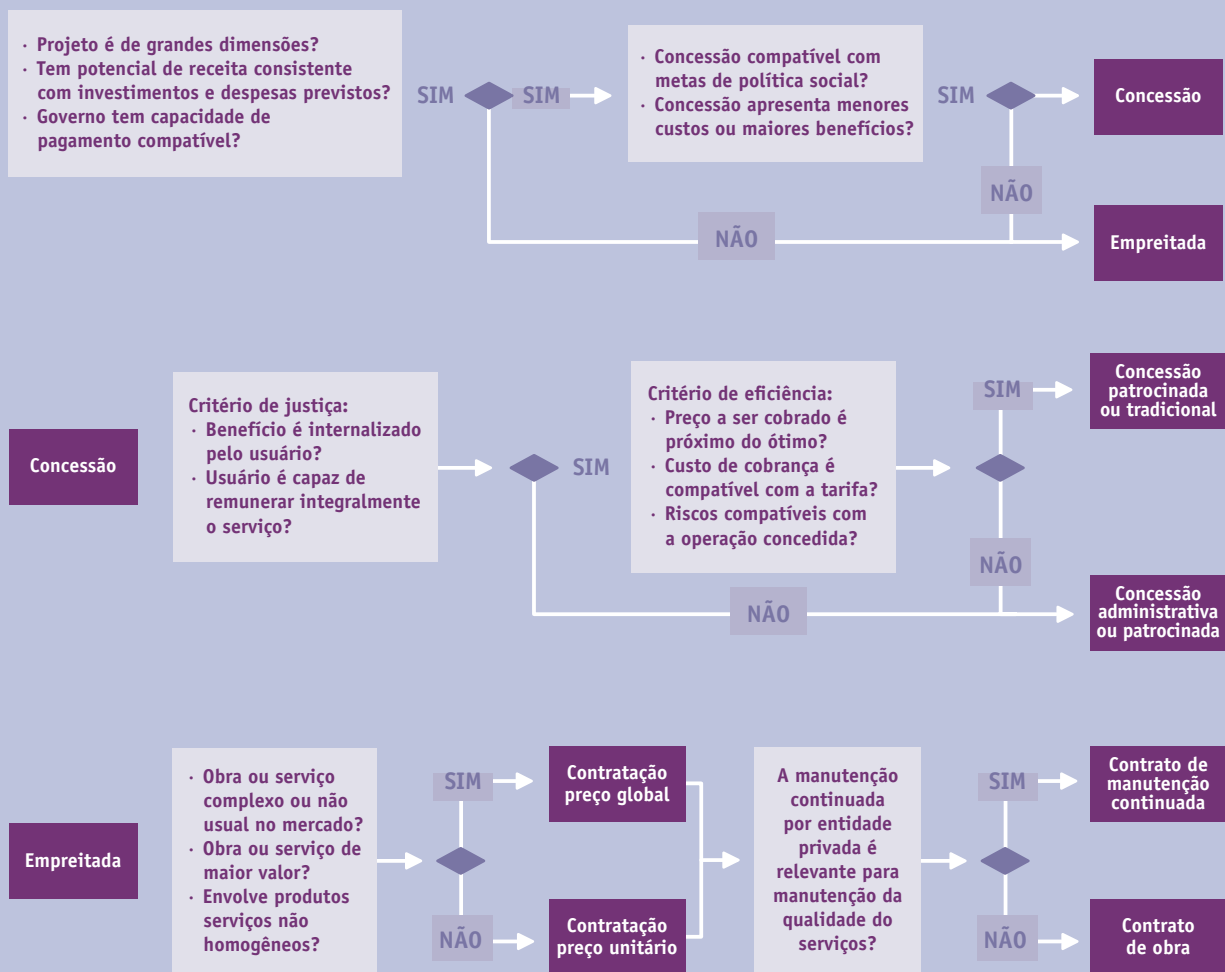 · Projeto é de grandes dimensões?
· Tem potencial de receita consistente
com investimentos e despesas previstos?
· Governo tem capacidade de
pagamento compatível?
SIM
SIM
· Concessão compatível com
metas de política social?
· Concessão apresenta menores
custos ou maiores benefícios?
SIM
Concessão
NÃO
NÃO
Empreitada
Concessão
Critério de justiça:
· Benefício é internalizado
pelo usuário?
· Usuário é capaz de
remunerar integralmente
o serviço?
SIM
Critério de eficiência:
· Preço a ser cobrado é
próximo do ótimo?
· Custo de cobrança é
compatível com a tarifa?
· Riscos compatíveis com
a operação concedida?
SIM
Concessão
patrocinada
ou tradicional
NÃO
NÃO
Concessão
administrativa
ou patrocinada
Empreitada
· Obra ou serviço
complexo ou não
usual no mercado?
· Obra ou serviço de
maior valor?
· Envolve produtos
serviços não
homogêneos?
SIM
Contratação
preço global
NÃO
Contratação
preço unitário
A manutenção
continuada
por entidade
privada é
relevante para
manutenção da
qualidade do
serviços?
SIM
Contrato de
manutenção
continuada
NÃO
Contrato
de obra